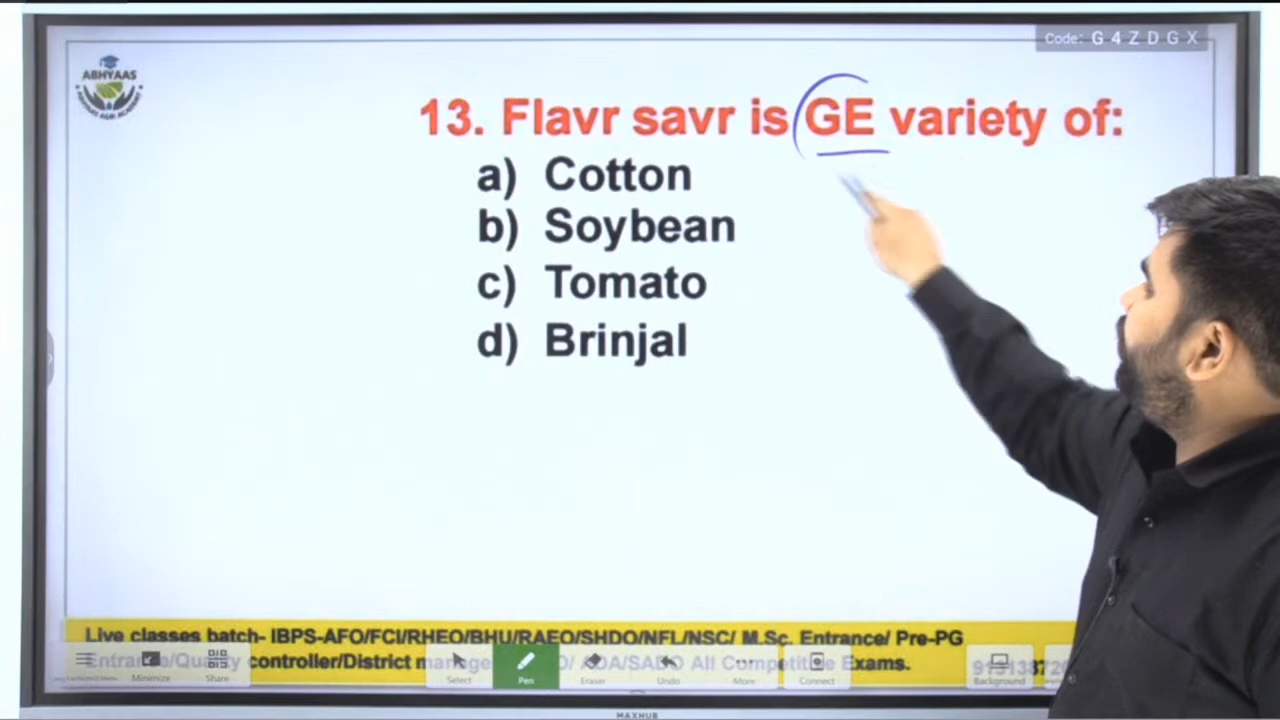 Code: G 4 Z D G X
ABHYAAS
13. Flavr savr is GE variety of:
a) Cotton
b) Soybean
c) Tomato
d) Brinjal
Live classes batch- IBPS-AFO/FCI/RHEO/BHU/RAEO/SHDO/NFL/NSC/ M.Sc. Entrance/ Pre-PG
controller/District All Exams.
Minimize
Share
Select
Pen
Eraser
Undo
More
Connect
Background
MAXHUB